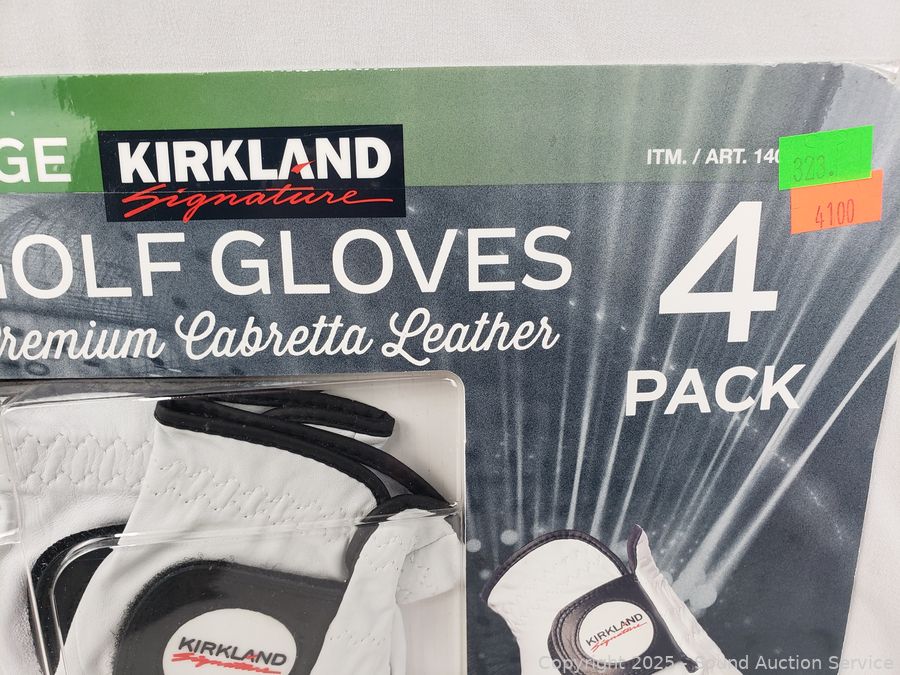 GE
KIRKLAND
Signature
ITM. / ART. 140
323.
4100
GOLF GLOVES
Premium Cabretta Leather
4
PACK
KIRKLAND
Signature
KIRKLAND
Signature
Copyright 2025 - Sound Auction Service